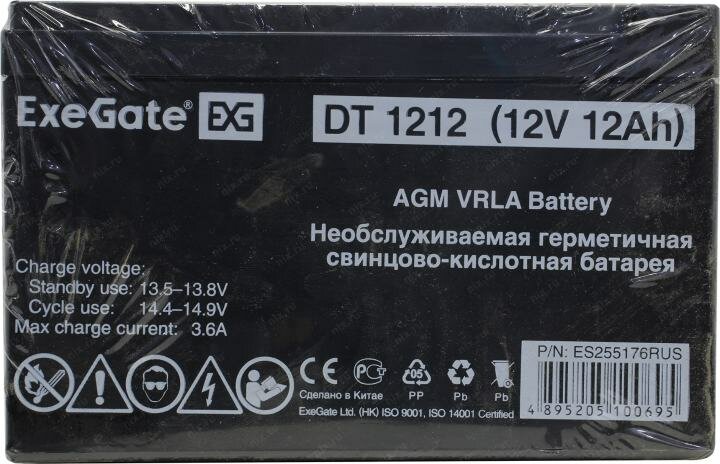 ExeGate® EXG
DT 1212 (12V 12Ah)
AGM VRLA Battery
Необслуживаемая герметичная
свинцово-кислотная батарея
Charge voltage:
Standby use: 13.5–13.8V
Cycle use: 14.4–14.9V
Max charge current: 3.6A
CE РСТ 05 PP Pb Pb
Сделано в Китае
ExeGate Ltd. (HK) ISO 9001, ISO 14001 Certified
P/N: ES255176RUS
4 895205 100695